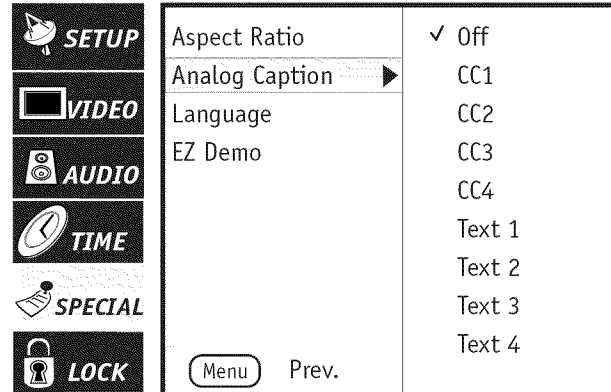 SETUP
VIDEO
AUDIO
TIME
SPECIAL
LOCK
Aspect Ratio
Analog Caption
Language
EZ Demo
Menu Prev.
✓ Off
CC1
CC2
CC3
CC4
Text 1
Text 2
Text 3
Text 4